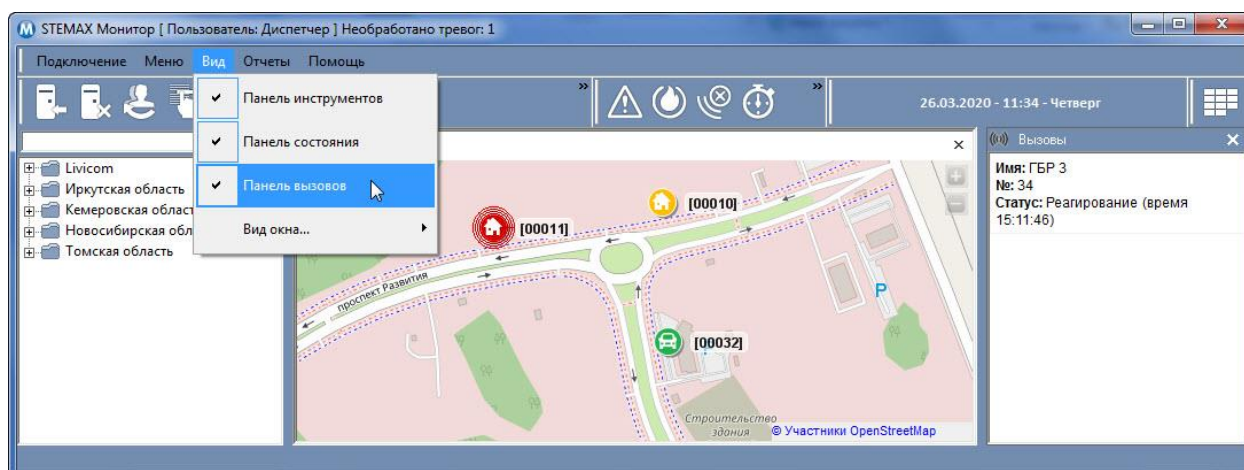 STEMAX Монитор [ Пользователь: Диспетчер ] Необработано тревог: 1
Подключение Меню Вид Отчеты Помощь
Панель инструментов
Панель состояния
Панель вызовов
Вид окна...
26.03.2020 - 11:34 - Четверг
Livicom
Иркутская область
Кемеровская област
Новосибирская обл
Томская область
[00010]
[00011]
проспект Развития
P
[00032]
Строительство
здания
© Участники OpenStreetMap
Вызовы
Имя: ГБР 3
№: 34
Статус: Реагирование (время
15:11:46)